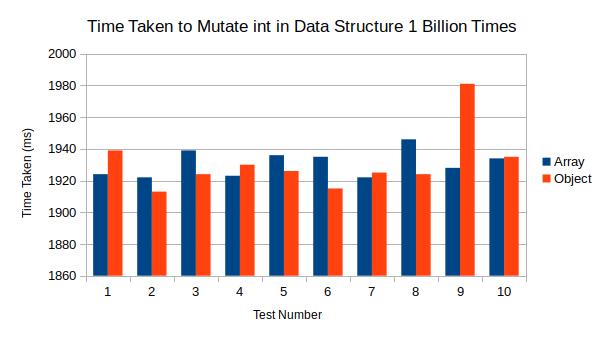 Time Taken to Mutate int in Data Structure 1 Billion Times
2000
1980
1960
1940
1920
1900
1880
1860
Time Taken (ms)
1 2 3 4 5 6 7 8 9 10
Test Number
Array
Object